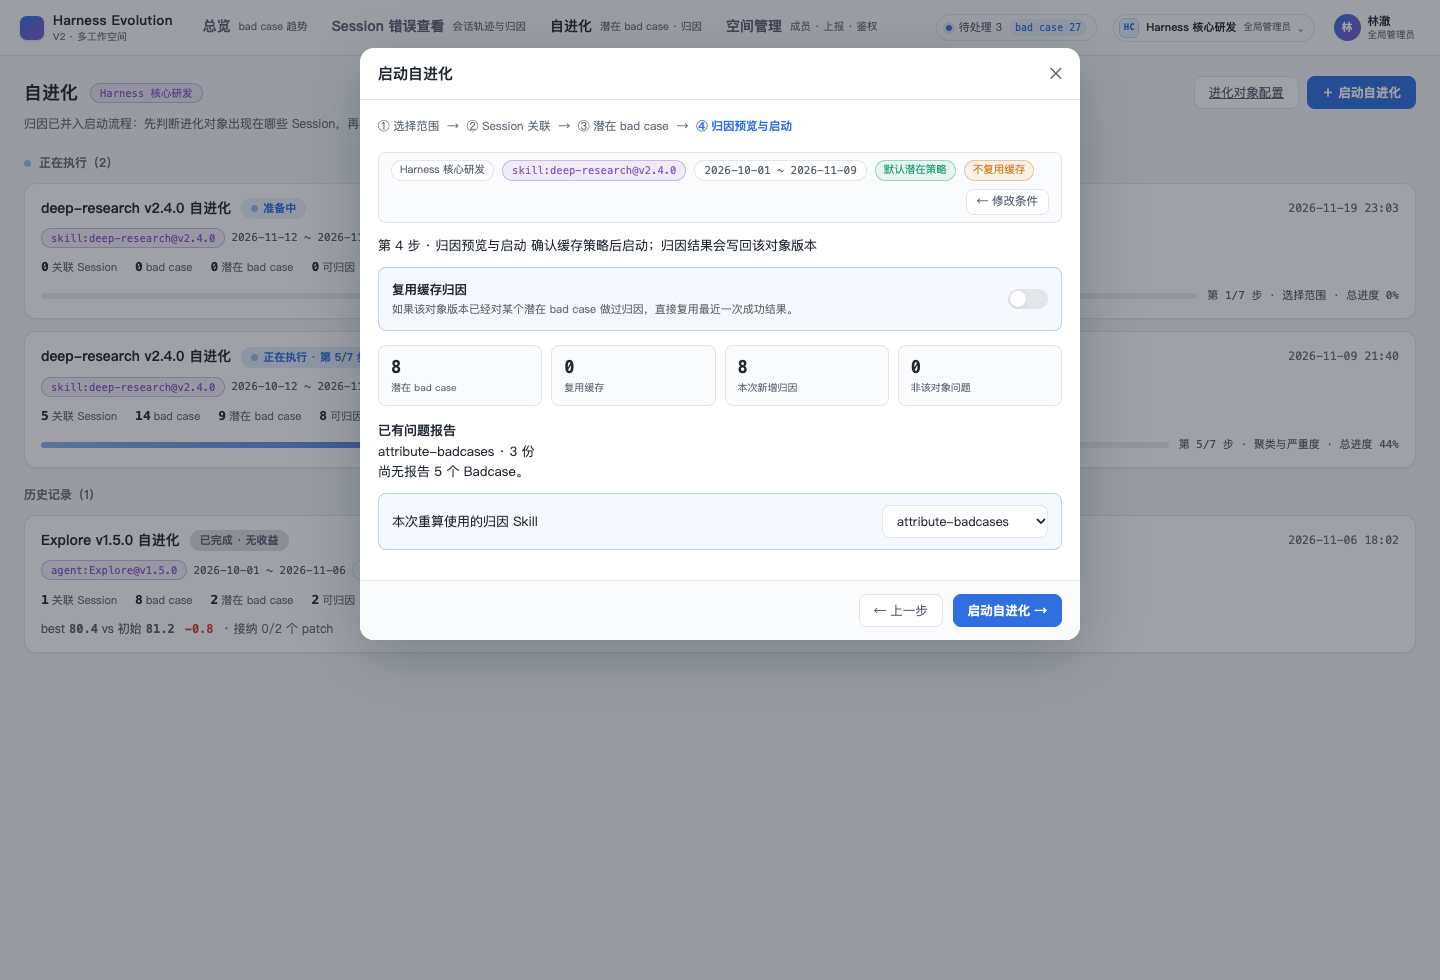 Harness Evolution
V2 · 多工作空间
总览 bad case 趋势
Session 错误查看 会话轨迹与归因
自进化 潜在 bad case · 归因
空间管理 成员 · 上报 · 鉴权
待处理 3 bad case 27
HC Harness 核心研发 全局管理员
林 林澈
全局管理员
自进化 Harness 核心研发
进化对象配置
+ 启动自进化
归因已并入启动流程：先判断进化对象出现在哪些 Session，再
正在执行（2）
deep-research v2.4.0 自进化 准备中
2026-11-19 23:03
skill:deep-research@v2.4.0 2026-11-12 ~ 2026-11
0 关联 Session 0 bad case 0 潜在 bad case 0 可归因
第 1/7 步 · 选择范围 · 总进度 0%
deep-research v2.4.0 自进化 正在执行 · 第 5/7
2026-11-09 21:40
skill:deep-research@v2.4.0 2026-10-12 ~ 2026-11
5 关联 Session 14 bad case 9 潜在 bad case 8 可归因
第 5/7 步 · 聚类与严重度 · 总进度 44%
历史记录（1）
Explore v1.5.0 自进化 已完成 · 无收益
2026-11-06 18:02
agent:Explore@v1.5.0 2026-10-01 ~ 2026-11-06
1 关联 Session 8 bad case 2 潜在 bad case 2 可归因
best 80.4 vs 初始 81.2 -0.8 · 接纳 0/2 个 patch
启动自进化
① 选择范围 → ② Session 关联 → ③ 潜在 bad case → ④ 归因预览与启动
Harness 核心研发 skill:deep-research@v2.4.0 2026-10-01 ~ 2026-11-09 默认潜在策略 不复用缓存
← 修改条件
第 4 步 · 归因预览与启动 确认缓存策略后启动；归因结果会写回该对象版本
复用缓存归因
如果该对象版本已经对某个潜在 bad case 做过归因，直接复用最近一次成功结果。
8
潜在 bad case
0
复用缓存
8
本次新增归因
0
非该对象问题
已有问题报告
attribute-badcases · 3 份
尚无报告 5 个 Badcase。
本次重算使用的归因 Skill
attribute-badcases
← 上一步
启动自进化 →